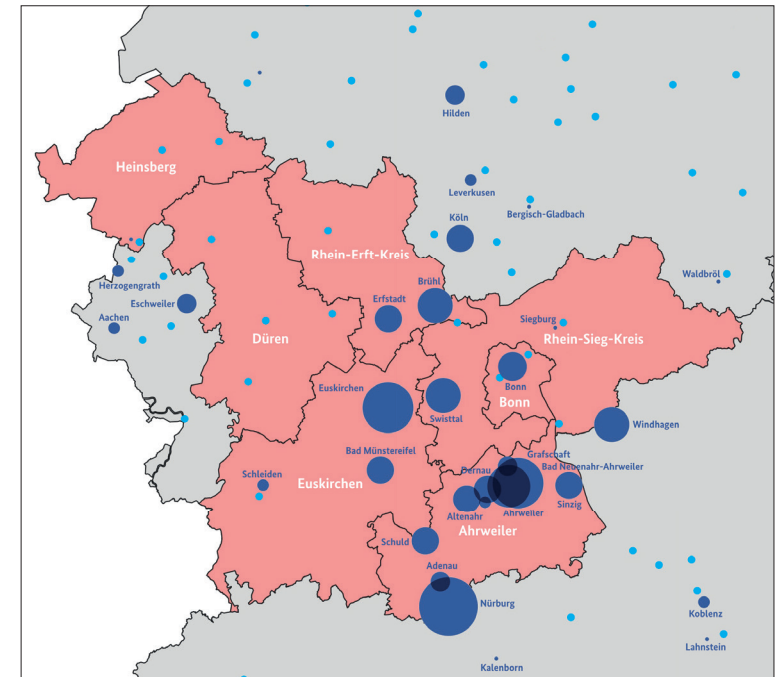 Hilden
Heinsberg
Leverkusen
Bergisch-Gladbach
Köln
Rhein-Erft-Kreis
Waldbröl
Herzogenrath
Brühl
Eschweiler
Erfstadt
Aachen
Siegburg
Düren
Rhein-Sieg-Kreis
Euskirchen
Bonn
Bonn
Swisttal
Windhagen
Bad Münstereifel
Grafschaft
Dernau
Bad Neuenahr-Ahrweiler
Schleiden
Euskirchen
Sinzig
Ahrweiler
Altenahr
Ahrweiler
Schuld
Adenau
Nürburg
Koblenz
Lahnstein
Kalenborn